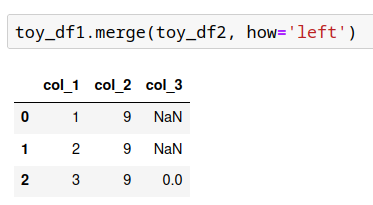 toy_df1.merge(toy_df2, how='left')
col_1 col_2 col_3
0 1 9 NaN
1 2 9 NaN
2 3 9 0.0